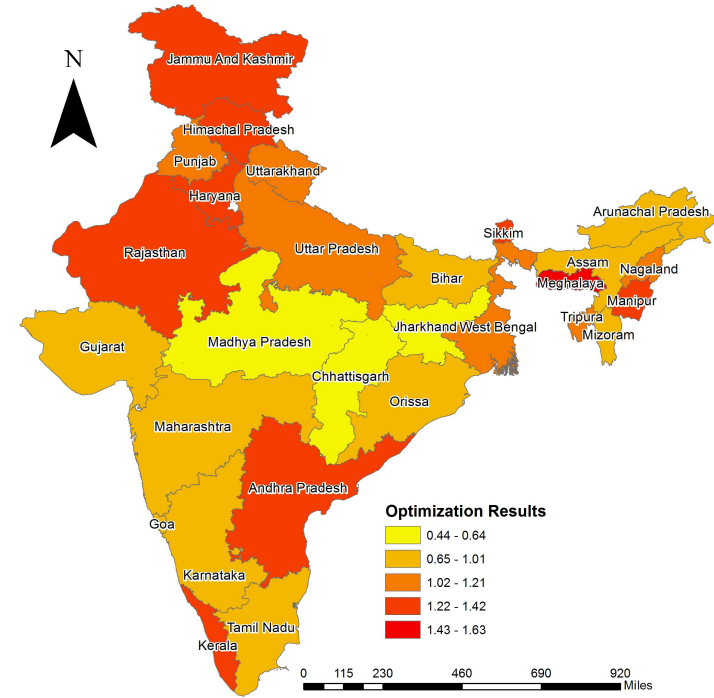 N
Jammu And Kashmir
Himachal Pradesh
Punjab
Uttarakhand
Haryana
Arunachal Pradesh
Sikkim
Rajasthan
Uttar Pradesh
Assam
Nagaland
Bihar
Meghalaya
Manipur
Tripura
Jharkhand West Bengal
Mizoram
Gujarat
Madhya Pradesh
Chhattisgarh
Orissa
Maharashtra
Andhra Pradesh
Goa
Karnataka
Tamil Nadu
Kerala
Optimization Results
0.44 - 0.64
0.65 - 1.01
1.02 - 1.21
1.22 - 1.42
1.43 - 1.63
0 115 230 460 690 920
Miles